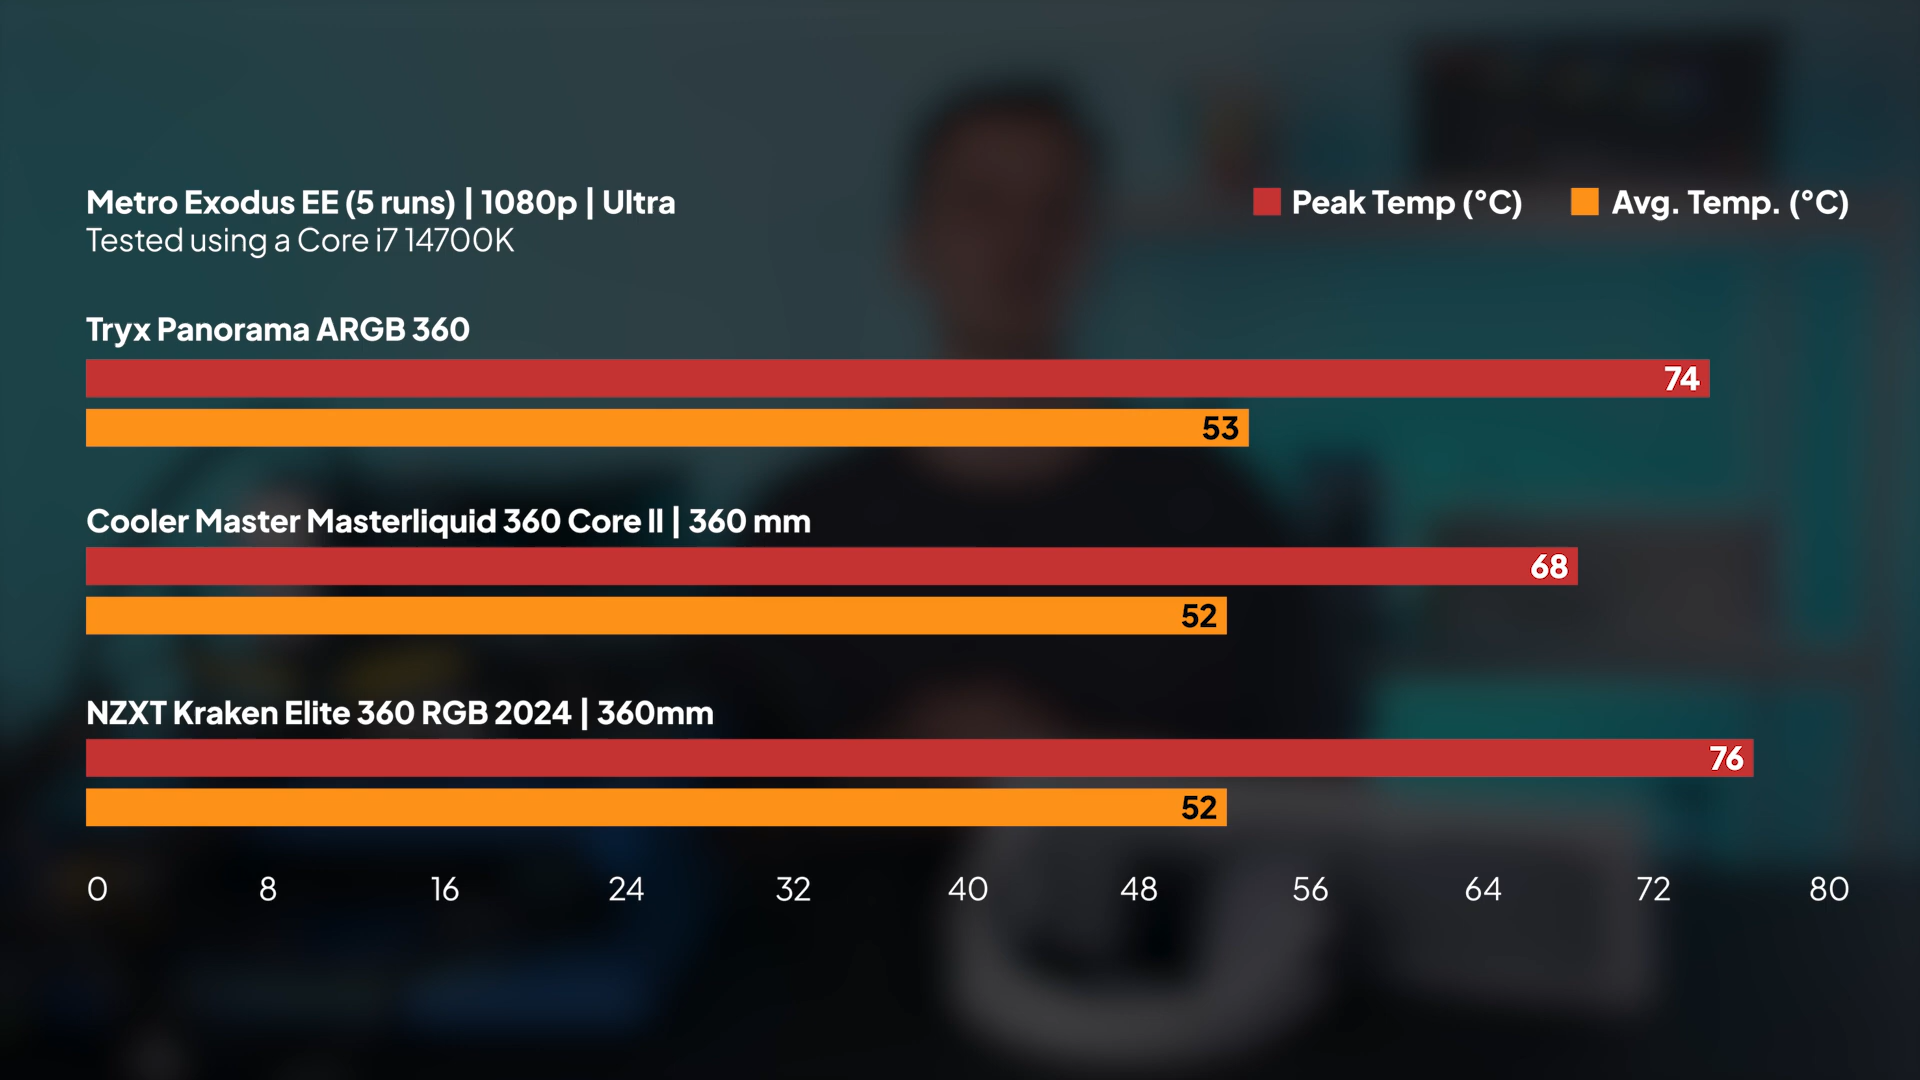 Metro Exodus EE (5 runs) | 1080p | Ultra
Tested using a Core i7 14700K
Peak Temp (°C) Avg. Temp. (°C)
Tryx Panorama ARGB 360
74
53
Cooler Master Masterliquid 360 Core II | 360 mm
68
52
NZXT Kraken Elite 360 RGB 2024 | 360mm
76
52
0 8 16 24 32 40 48 56 64 72 80